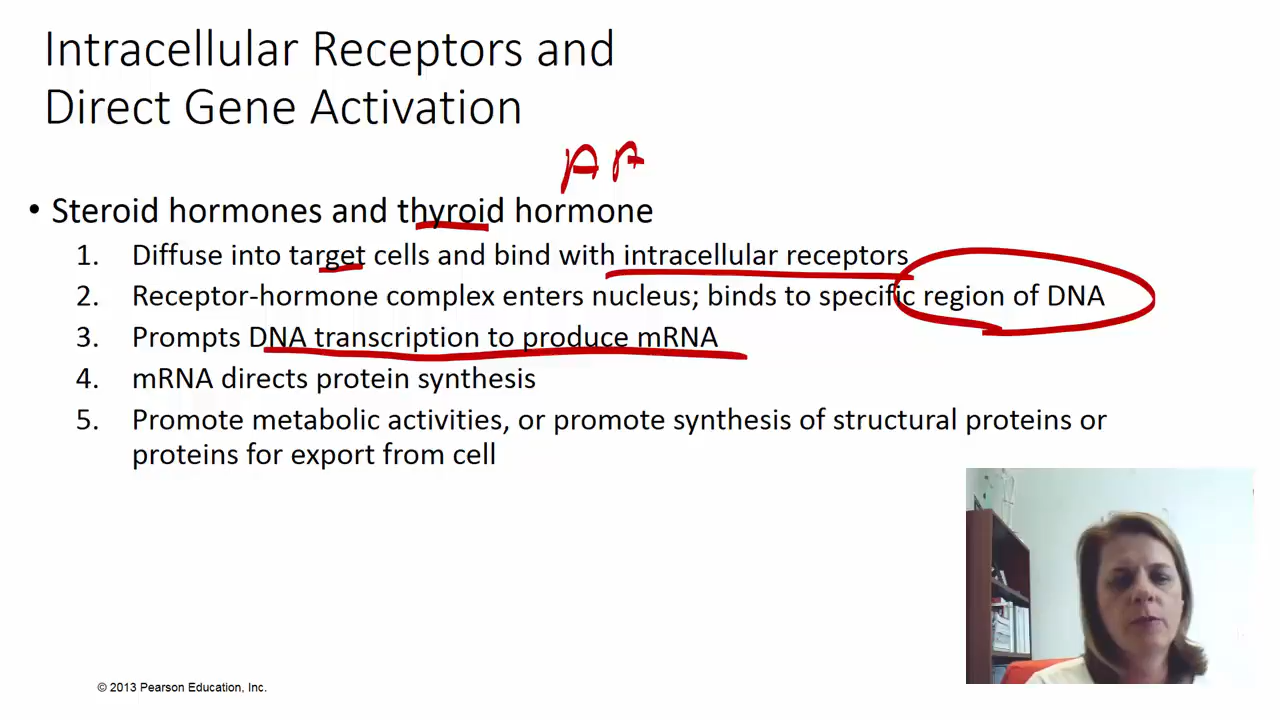 Intracellular Receptors and
Direct Gene Activation
AA
• Steroid hormones and thyroid hormone
1. Diffuse into target cells and bind with intracellular receptors
2. Receptor-hormone complex enters nucleus; binds to specific region of DNA
3. Prompts DNA transcription to produce mRNA
4. mRNA directs protein synthesis
5. Promote metabolic activities, or promote synthesis of structural proteins or
proteins for export from cell
© 2013 Pearson Education, Inc.